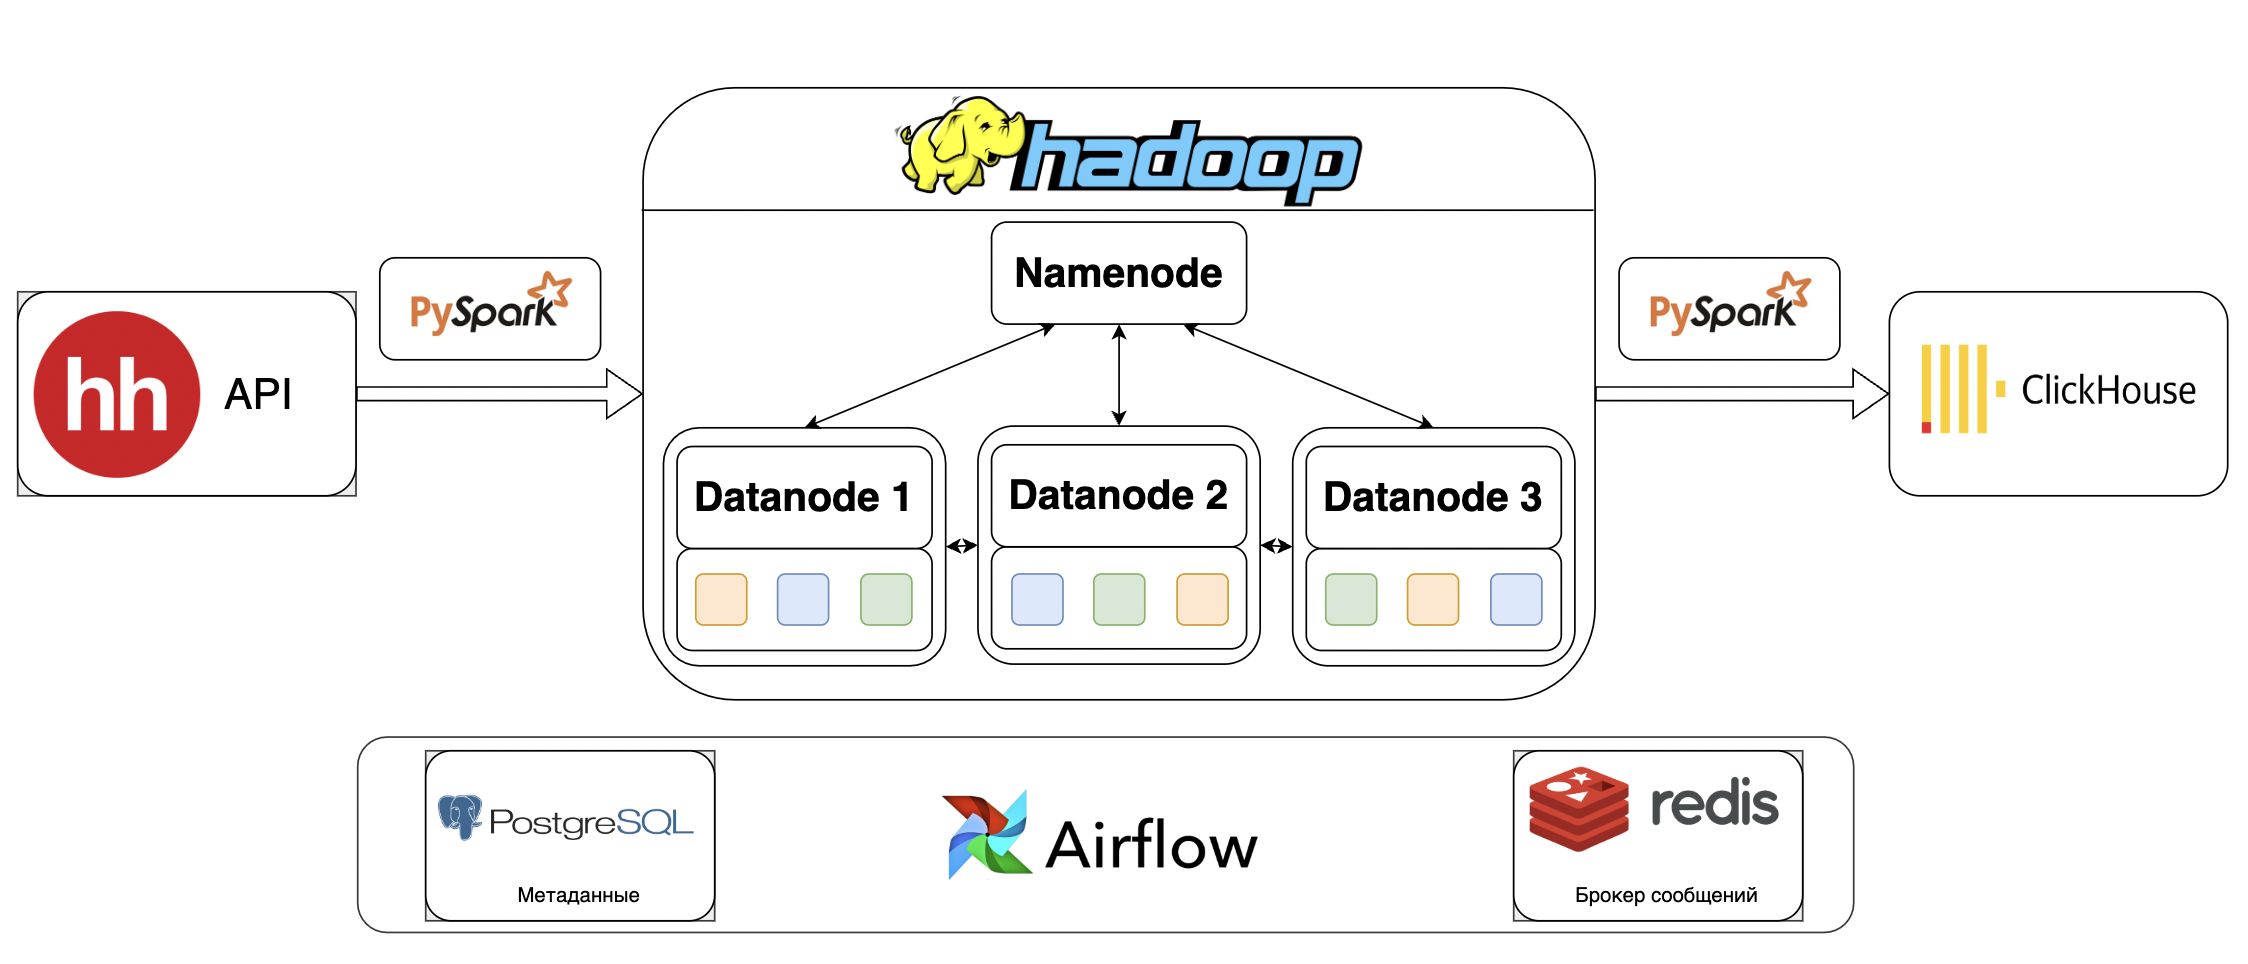 hadoop
Namenode
PySpark
PySpark
hh API
ClickHouse
Datanode 1
Datanode 2
Datanode 3
PostgreSQL
Метаданные
Airflow
redis
Брокер сообщений